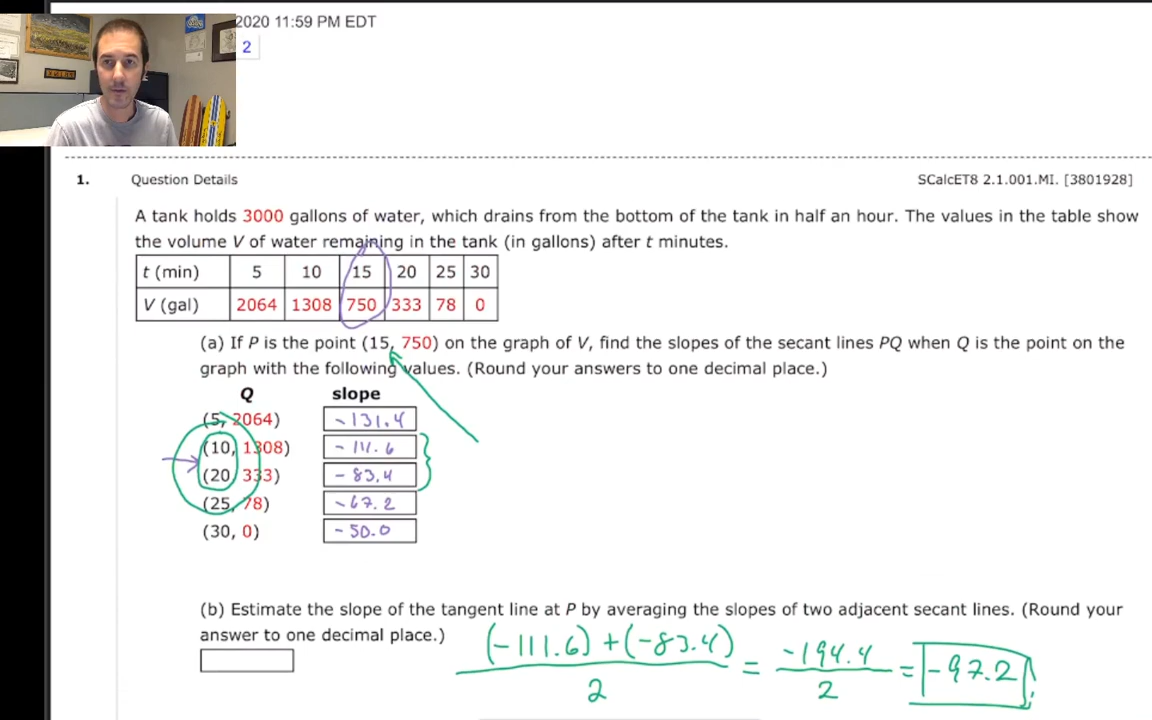 2020 11:59 PM EDT
2
1. Question Details SCalcET8 2.1.001.MI. [3801928]
A tank holds 3000 gallons of water, which drains from the bottom of the tank in half an hour. The values in the table show
the volume V of water remaining in the tank (in gallons) after t minutes.
t (min) 5 10 15 20 25 30
V (gal) 2064 1308 750 333 78 0
(a) If P is the point (15, 750) on the graph of V, find the slopes of the secant lines PQ when Q is the point on the
graph with the following values. (Round your answers to one decimal place.)
Q slope
(5, 2064) -131.4
(10, 1308) -111.6
(20, 333) -83.4
(25, 78) -67.2
(30, 0) -50.0
(b) Estimate the slope of the tangent line at P by averaging the slopes of two adjacent secant lines. (Round your
answer to one decimal place.)
(-111.6) + (-83.4) / 2 = -194.4 / 2 = -97.2